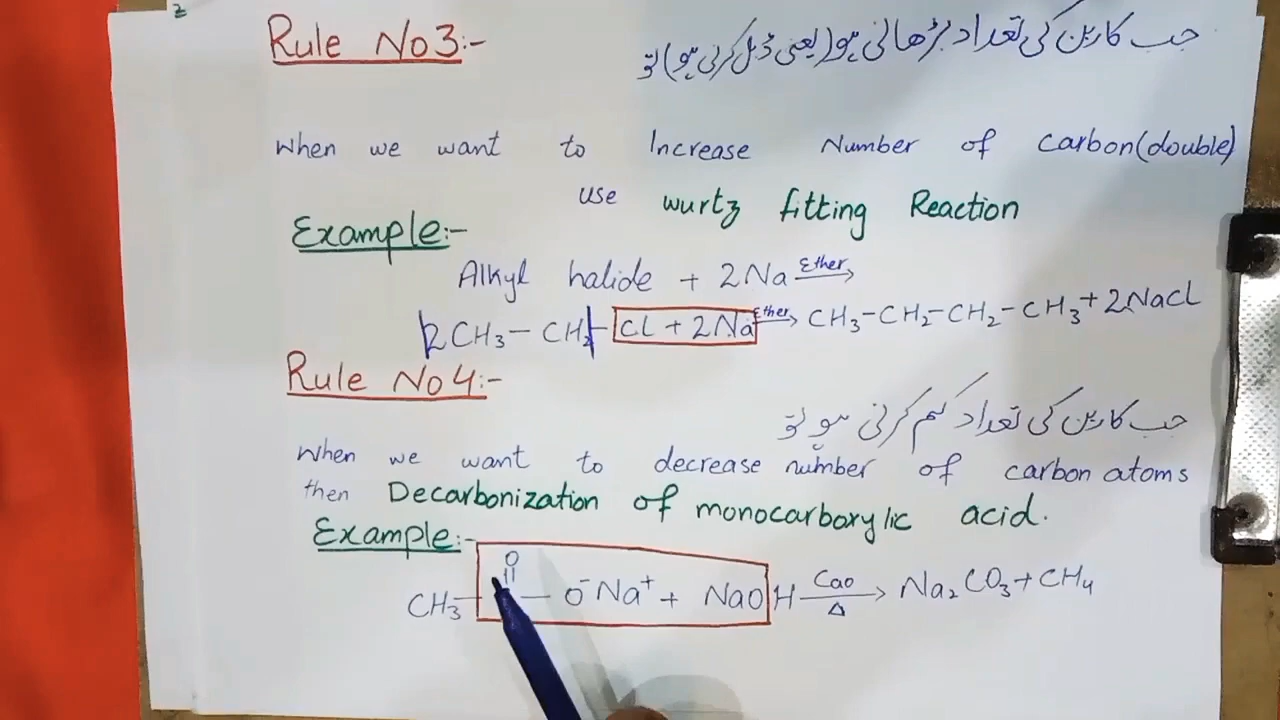 Rule No3:-
جب کاربن کی تعداد بڑھانی ہو (یعنی ڈبل کرنی ہو) تو
When we want to Increase Number of carbon(double)
use wurtz fitting Reaction
Example:-
Alkyl halide + 2Na Ether→
2CH₃-CH₂-Cl + 2Na Ether→ CH₃-CH₂-CH₂-CH₃ + 2NaCl
Rule No4:-
جب کاربن کی تعداد کم کرنی ہو تو
When we want to decrease number of carbon atoms
then Decarbonization of monocarboxylic acid.
Example:-
O
CH₃- -O⁻Na⁺ + NaOH Cao/Δ→ Na₂CO₃+CH₄